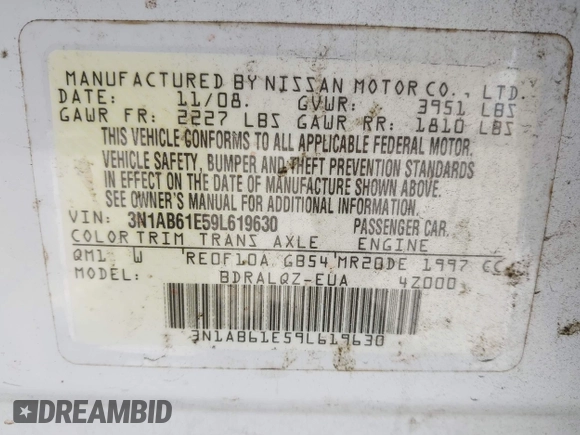 MANUFACTURED BY NISSAN MOTOR CO., LTD.
DATE: 11/08. GVWR: 3951 LBS
GAWR FR: 2227 LBS GAWR RR: 1810 LBS
THIS VEHICLE CONFORMS TO ALL APPLICABLE FEDERAL MOTOR
VEHICLE SAFETY, BUMPER AND THEFT PREVENTION STANDARDS
IN EFFECT ON THE DATE OF MANUFACTURE SHOWN ABOVE.
SEE OWNER'S MANUAL FOR ADDITIONAL INFORMATION.
VIN: 3N1AB61E59L619630 PASSENGER CAR.
COLOR TRIM TRANS AXLE ENGINE
QM1 W RE0F10A GB54 MR20DE 1997 CC
MODEL: BDRALQZ-EUA 4Z000
3N1AB61E59L619630
DREAMBID